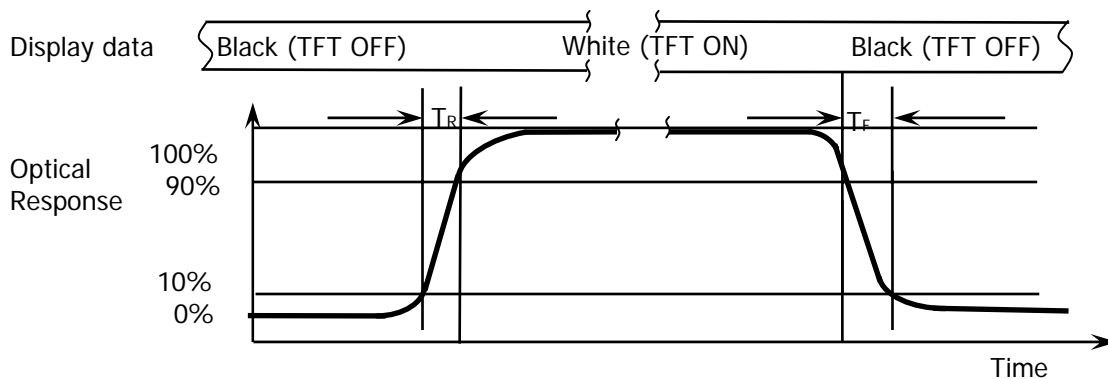 Display data
Black (TFT OFF)
White (TFT ON)
Black (TFT OFF)
TR
TF
Optical
Response
100%
90%
10%
0%
Time